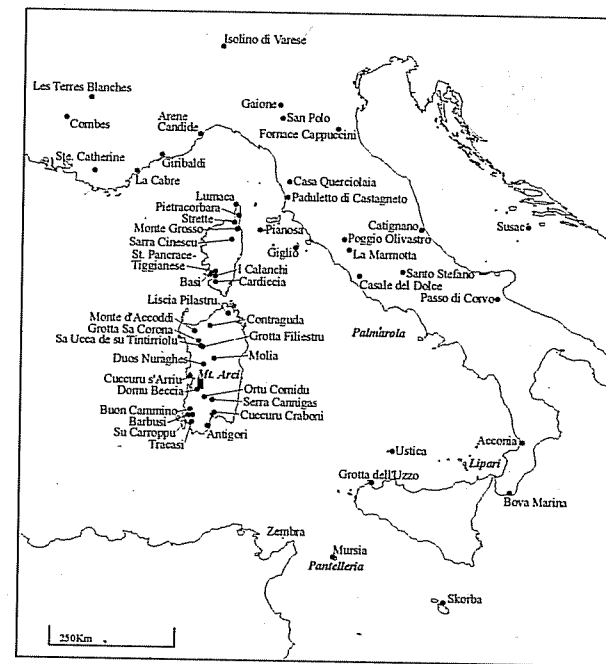 Isolino di Varese
Les Terres Blanches
Combes
Arene
Candide
Gaione
San Polo
Fornace Cappuccini
Ste. Catherine
Giribaldi
La Cabre
Casa Querciolaia
Paduletto di Castagneto
Lumaca
Pietracorbara
Strette
Monte Grosso
Sarra Cinescu
St. Pancrace-
Tiggianese
Basi
I Calanchi
Cardiccia
Pianosa
Giglio
Catignano
Poggio Olivastro
La Marmotta
Susac
Santo Stefano
Casale del Dolce
Passo di Corvo
Liscia Pilastru
Monte d'Accoddi
Grotta Sa Corona
Sa Ucca de su Tintirriolu
Contraguda
Grotta Filiestru
Palmarola
Duos Nuraghes
Molia
Mt. Arci
Cuccuru s'Arriu
Domu Beccia
Ortu Comidu
Serra Cannigas
Buon Cammino
Barbusi
Su Carroppu
Tracasi
Cuccuru Craboni
Antigori
Ustica
Acconia
Lipari
Grotta dell'Uzzo
Bova Marina
Zembra
Mursia
Pantelleria
Skorba
250Km